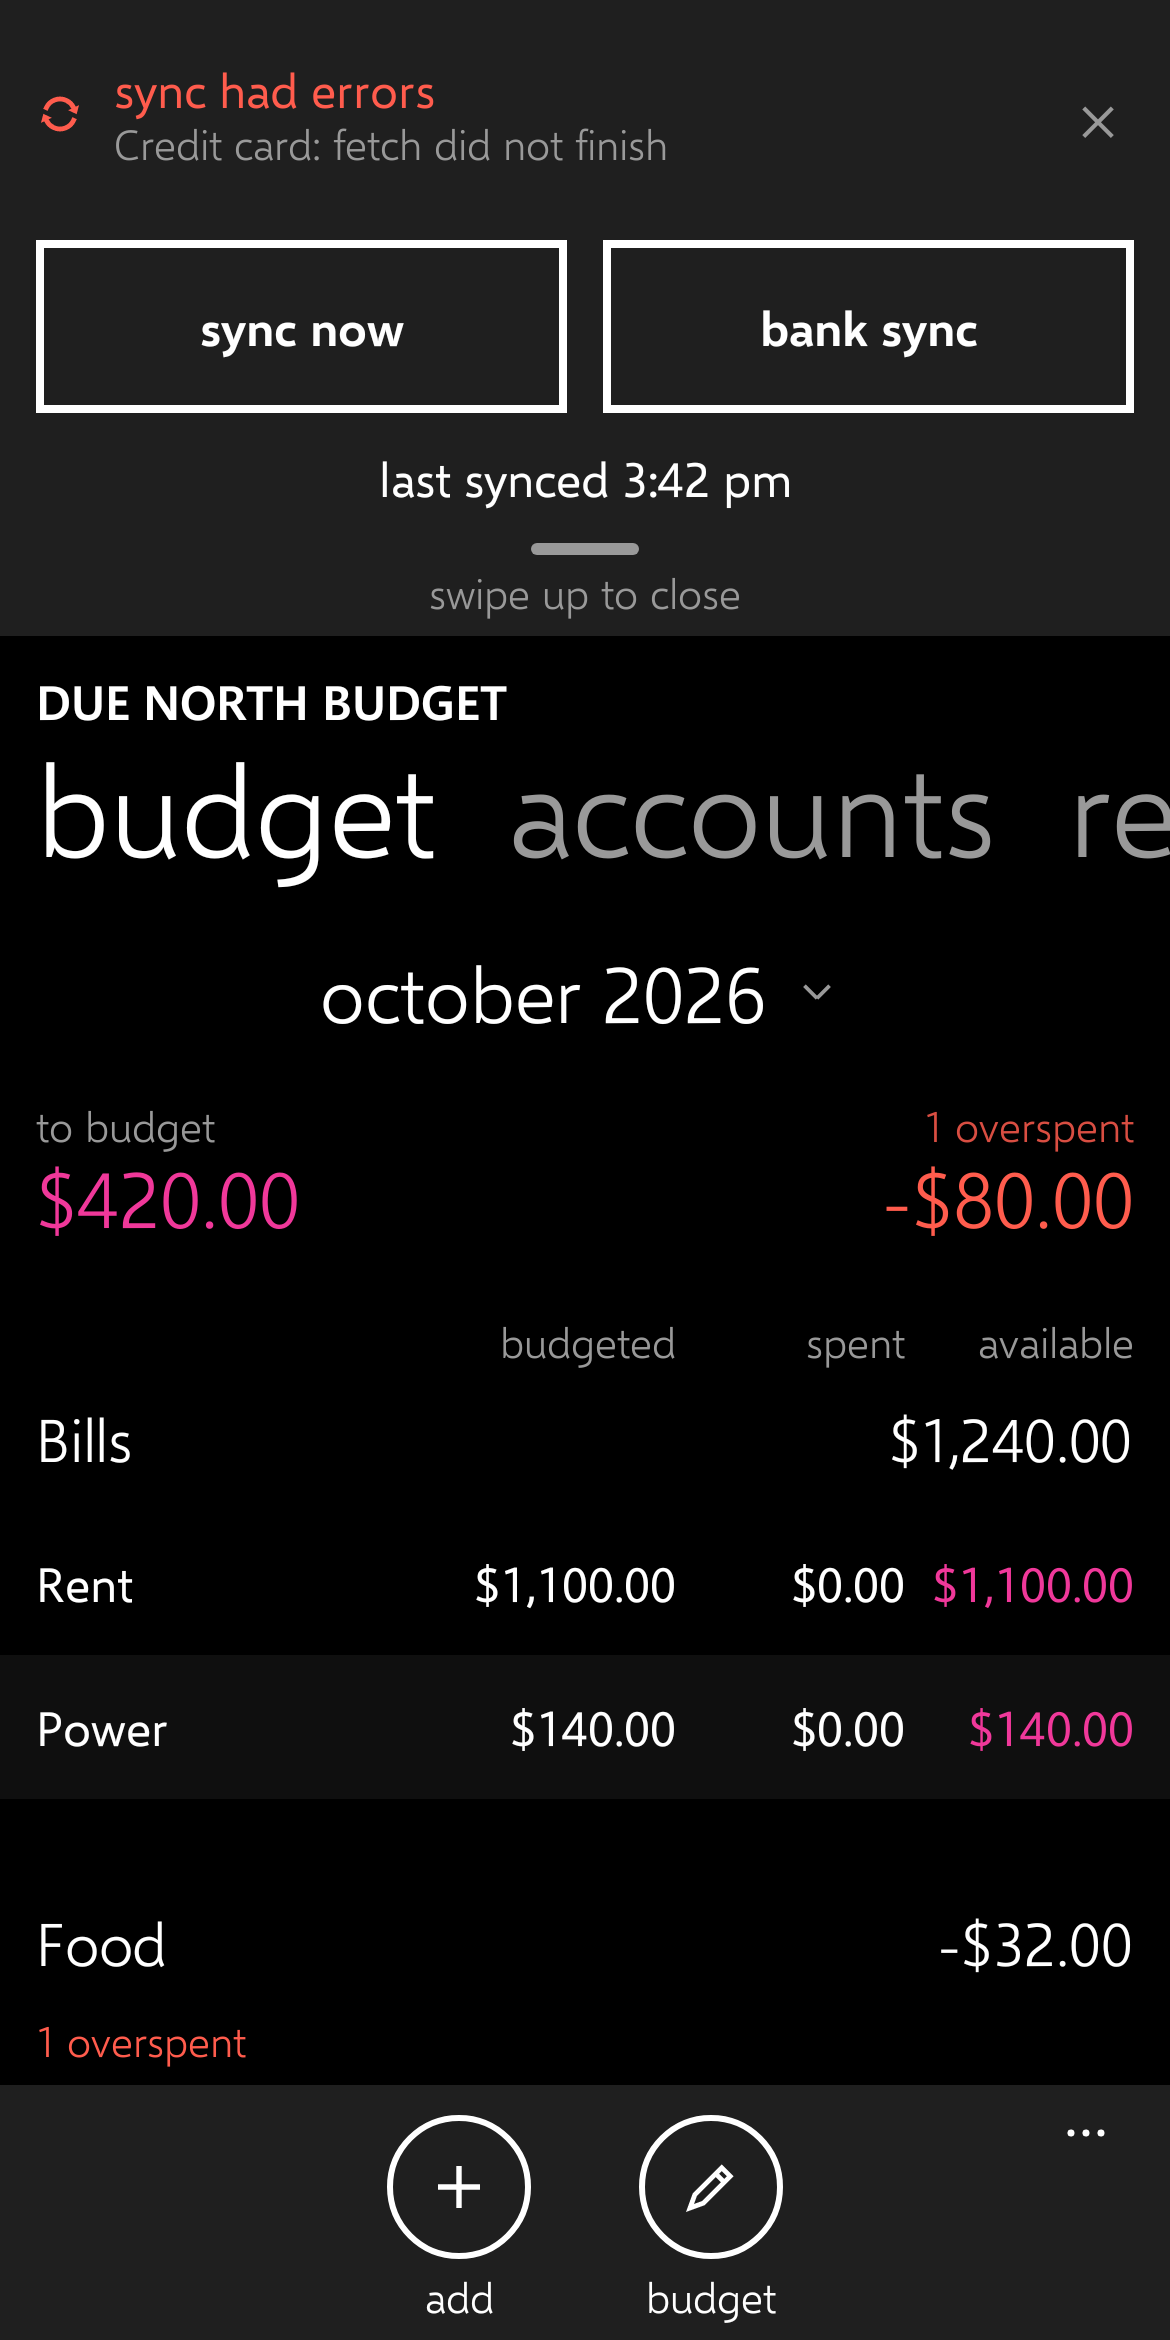 sync had errors
Credit card: fetch did not finish
sync now
bank sync
last synced 3:42 pm
swipe up to close
DUE NORTH BUDGET
budget accounts re
october 2026
to budget
1 overspent
$420.00
-$80.00
budgeted spent available
Bills $1,240.00
Rent $1,100.00 $0.00 $1,100.00
Power $140.00 $0.00 $140.00
Food -$32.00
1 overspent
add
budget